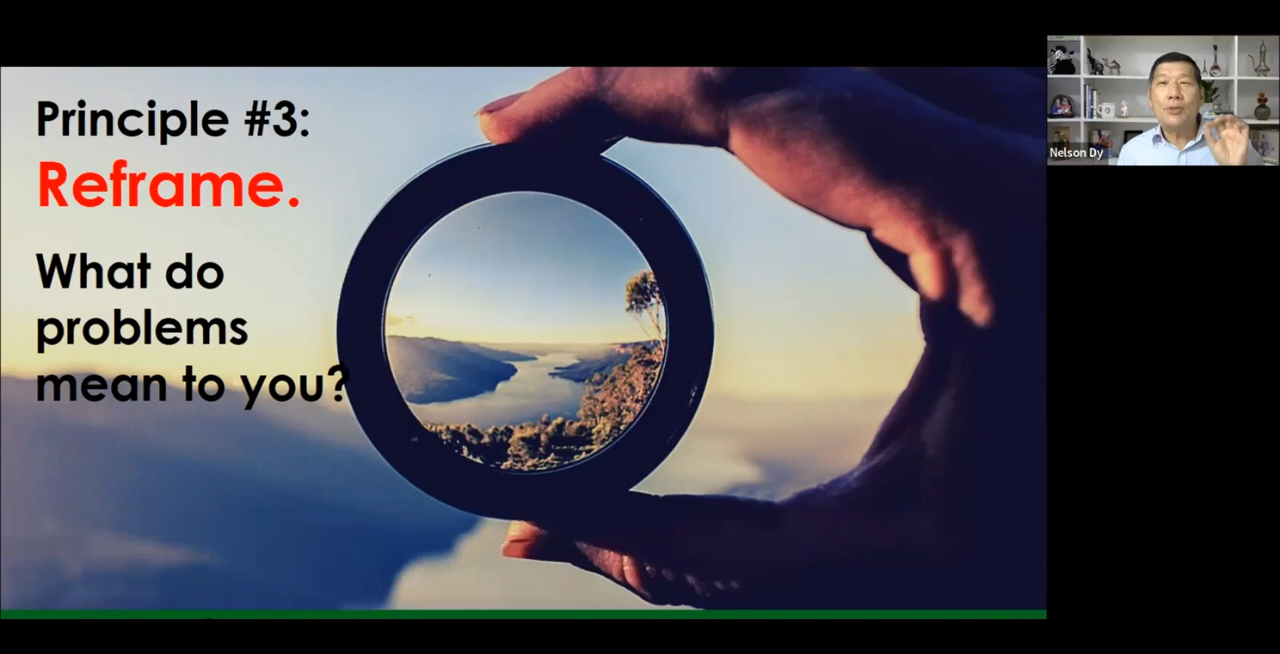 Principle #3:
Reframe.
What do
problems
mean to you?
Nelson Dy